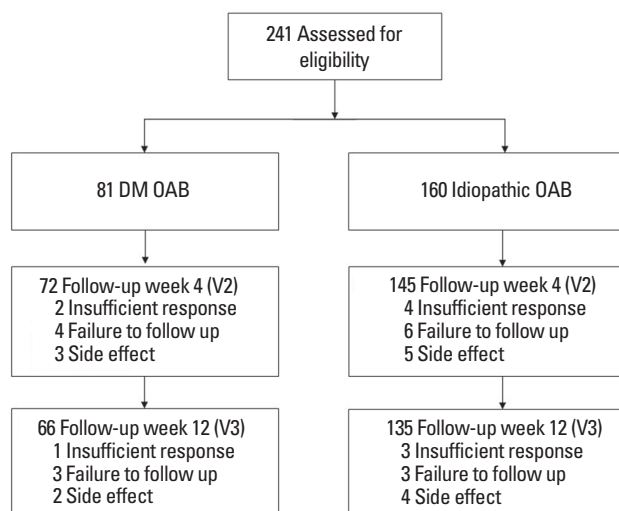 241 Assessed for
eligibility
81 DM OAB
160 Idiopathic OAB
72 Follow-up week 4 (V2)
2 Insufficient response
4 Failure to follow up
3 Side effect
145 Follow-up week 4 (V2)
4 Insufficient response
6 Failure to follow up
5 Side effect
66 Follow-up week 12 (V3)
1 Insufficient response
3 Failure to follow up
2 Side effect
135 Follow-up week 12 (V3)
3 Insufficient response
3 Failure to follow up
4 Side effect